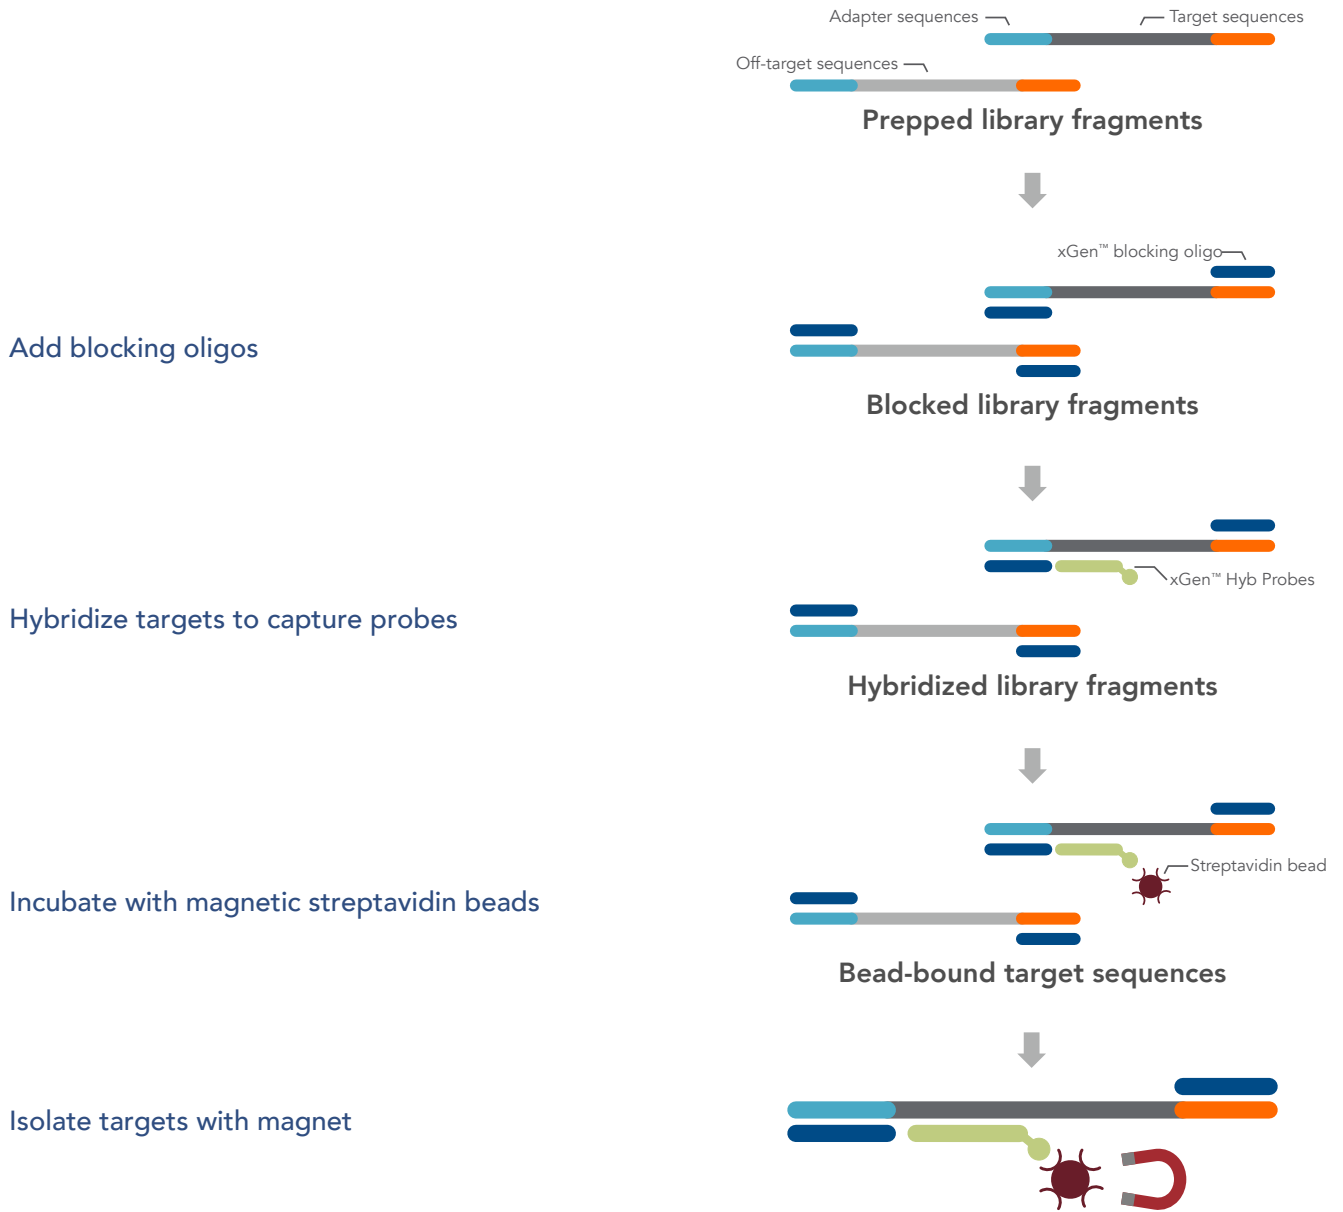 Adapter sequences
Target sequences
Off-target sequences
Prepped library fragments
xGen™ blocking oligo
Add blocking oligos
Blocked library fragments
xGen™ Hyb Probes
Hybridize targets to capture probes
Hybridized library fragments
Streptavidin bead
Incubate with magnetic streptavidin beads
Bead-bound target sequences
Isolate targets with magnet